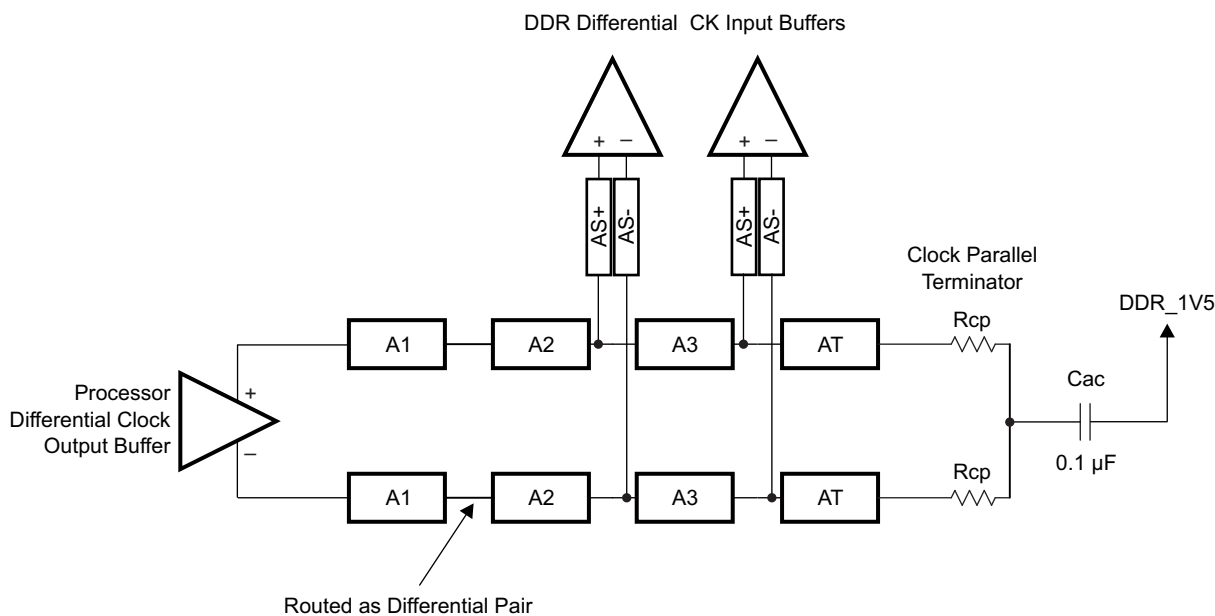 DDR Differential CK Input Buffers
+ – + –
AS+ AS- AS+ AS-
Clock Parallel
Terminator
DDR_1V5
Rcp
A1 A2 A3 AT
Cac
Processor
Differential Clock
Output Buffer
+
–
0.1 µF
Rcp
A1 A2 A3 AT
Routed as Differential Pair